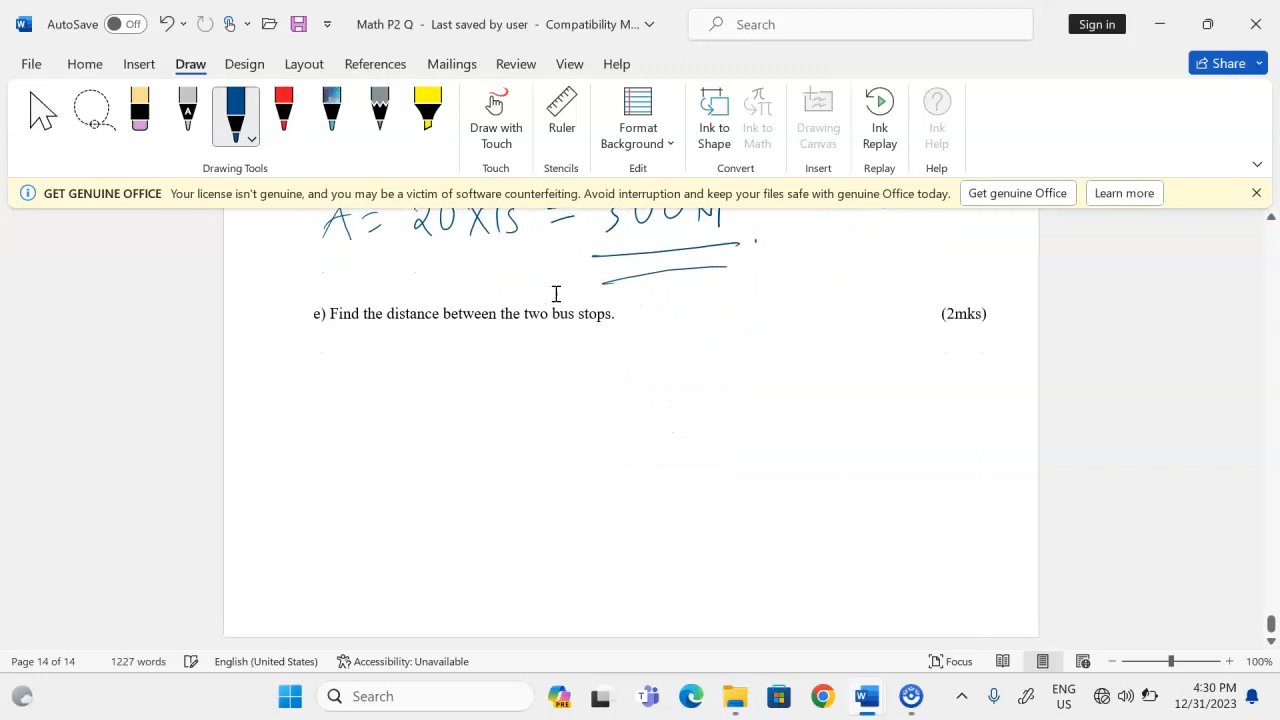 AutoSave Off Math P2 Q - Last saved by user - Compatibility M... Search Sign in
File Home Insert Draw Design Layout References Mailings Review View Help Share
Draw with Touch Ruler Format Background Ink to Shape Ink to Math Drawing Canvas Ink Replay Ink Help
Drawing Tools Touch Stencils Edit Convert Insert Replay Help
GET GENUINE OFFICE Your license isn't genuine, and you may be a victim of software counterfeiting. Avoid interruption and keep your files safe with genuine Office today. Get genuine Office Learn more
A = 20 X 15 = 300 M
e) Find the distance between the two bus stops. (2mks)
Page 14 of 14 1227 words English (United States) Accessibility: Unavailable Focus 100%
Search PRE ENG US 4:30 PM 12/31/2023